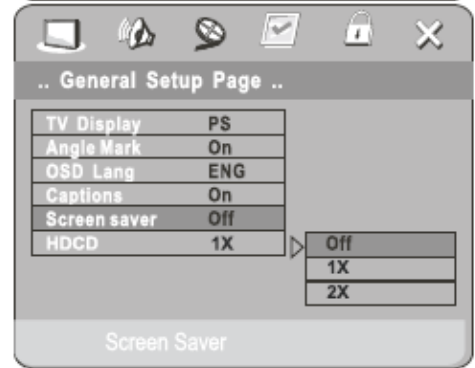 .. General Setup Page ..
TV Display PS
Angle Mark On
OSD Lang ENG
Captions On
Screen saver Off
HDCD 1X
Off
1X
2X
Screen Saver